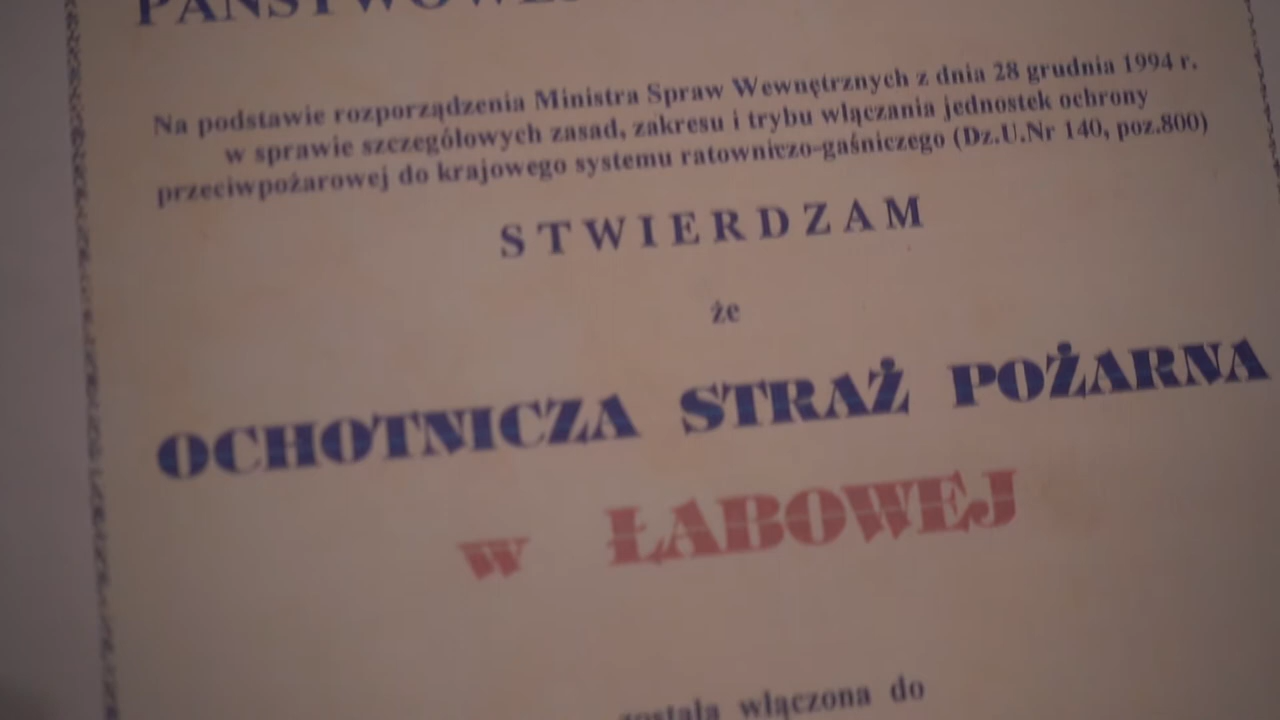 PAŃSTWOWEJ
Na podstawie rozporządzenia Ministra Spraw Wewnętrznych z dnia 28 grudnia 1994 r.
w sprawie szczegółowych zasad, zakresu i trybu włączania jednostek ochrony
przeciwpożarowej do krajowego systemu ratowniczo-gaśniczego (Dz.U.Nr 140, poz.800)
STWIERDZAM
że
OCHOTNICZA STRAŻ POŻARNA
w ŁABOWEJ
została włączona do